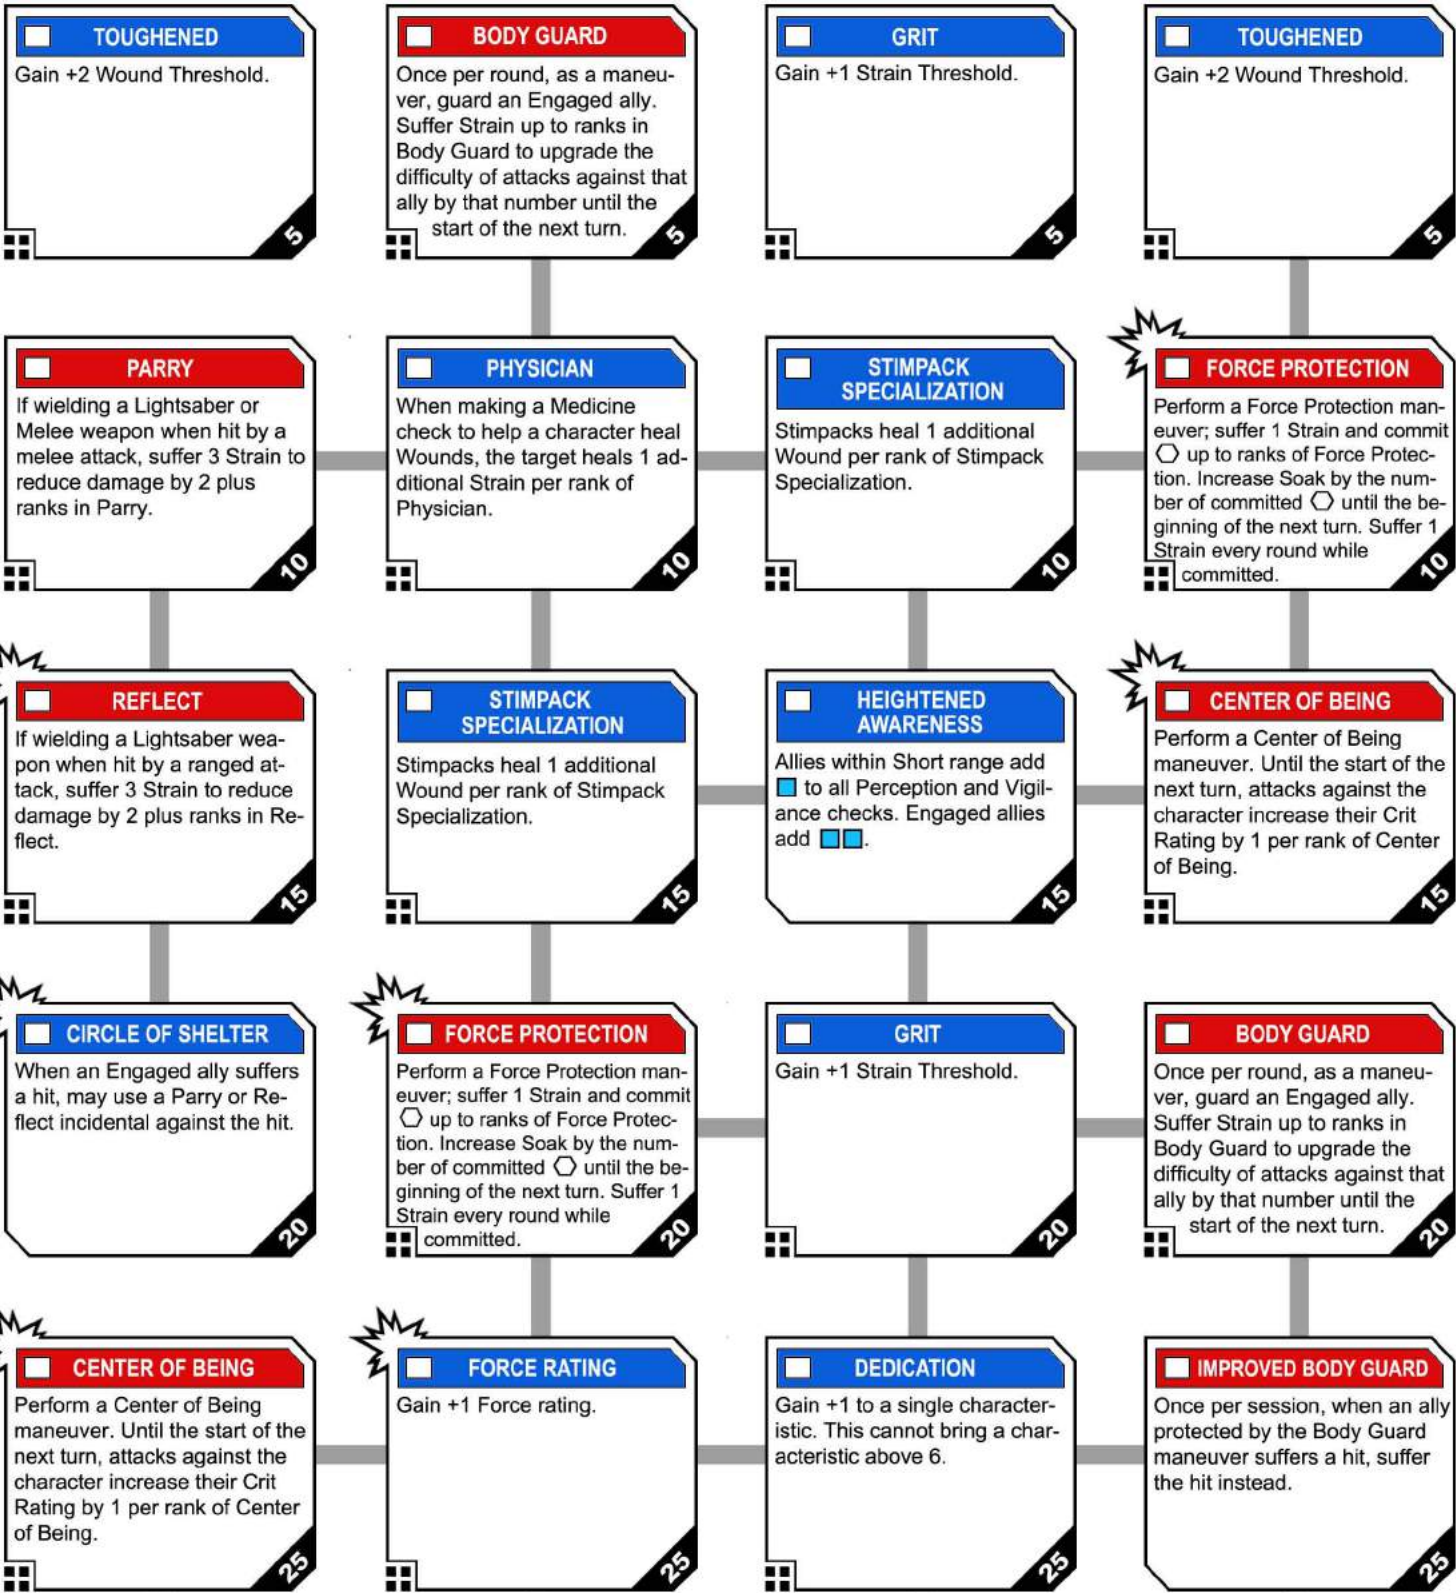 TOUGHENED
Gain +2 Wound Threshold.
5
BODY GUARD
Once per round, as a maneu-
ver, guard an Engaged ally.
Suffer Strain up to ranks in
Body Guard to upgrade the
difficulty of attacks against that
ally by that number until the
start of the next turn.
5
GRIT
Gain +1 Strain Threshold.
5
TOUGHENED
Gain +2 Wound Threshold.
5
PARRY
If wielding a Lightsaber or
Melee weapon when hit by a
melee attack, suffer 3 Strain to
reduce damage by 2 plus
ranks in Parry.
10
PHYSICIAN
When making a Medicine
check to help a character heal
Wounds, the target heals 1 ad-
ditional Strain per rank of
Physician.
10
STIMPACK
SPECIALIZATION
Stimpacks heal 1 additional
Wound per rank of Stimpack
Specialization.
10
FORCE PROTECTION
Perform a Force Protection man-
euver; suffer 1 Strain and commit
up to ranks of Force Protec-
tion. Increase Soak by the num-
ber of committed until the be-
ginning of the next turn. Suffer 1
Strain every round while
committed.
10
REFLECT
If wielding a Lightsaber wea-
pon when hit by a ranged at-
tack, suffer 3 Strain to reduce
damage by 2 plus ranks in Re-
flect.
15
STIMPACK
SPECIALIZATION
Stimpacks heal 1 additional
Wound per rank of Stimpack
Specialization.
15
HEIGHTENED
AWARENESS
Allies within Short range add
to all Perception and Vigil-
ance checks. Engaged allies
add .
15
CENTER OF BEING
Perform a Center of Being
maneuver. Until the start of the
next turn, attacks against the
character increase their Crit
Rating by 1 per rank of Center
of Being.
15
CIRCLE OF SHELTER
When an Engaged ally suffers
a hit, may use a Parry or Re-
flect incidental against the hit.
20
FORCE PROTECTION
Perform a Force Protection man-
euver; suffer 1 Strain and commit
up to ranks of Force Protec-
tion. Increase Soak by the num-
ber of committed until the be-
ginning of the next turn. Suffer 1
Strain every round while
committed.
20
GRIT
Gain +1 Strain Threshold.
20
BODY GUARD
Once per round, as a maneu-
ver, guard an Engaged ally.
Suffer Strain up to ranks in
Body Guard to upgrade the
difficulty of attacks against that
ally by that number until the
start of the next turn.
20
CENTER OF BEING
Perform a Center of Being
maneuver. Until the start of the
next turn, attacks against the
character increase their Crit
Rating by 1 per rank of Center
of Being.
25
FORCE RATING
Gain +1 Force rating.
25
DEDICATION
Gain +1 to a single character-
istic. This cannot bring a char-
acteristic above 6.
25
IMPROVED BODY GUARD
Once per session, when an ally
protected by the Body Guard
maneuver suffers a hit, suffer
the hit instead.
25